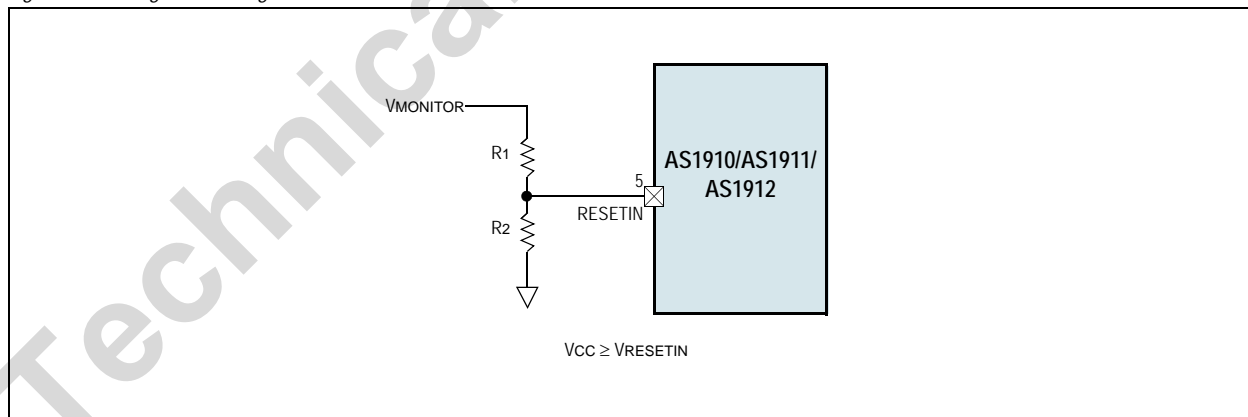 VMONITOR
R1
5
RESETIN
R2
AS1910/AS1911/
AS1912
VCC ≥ VRESETIN
Technica